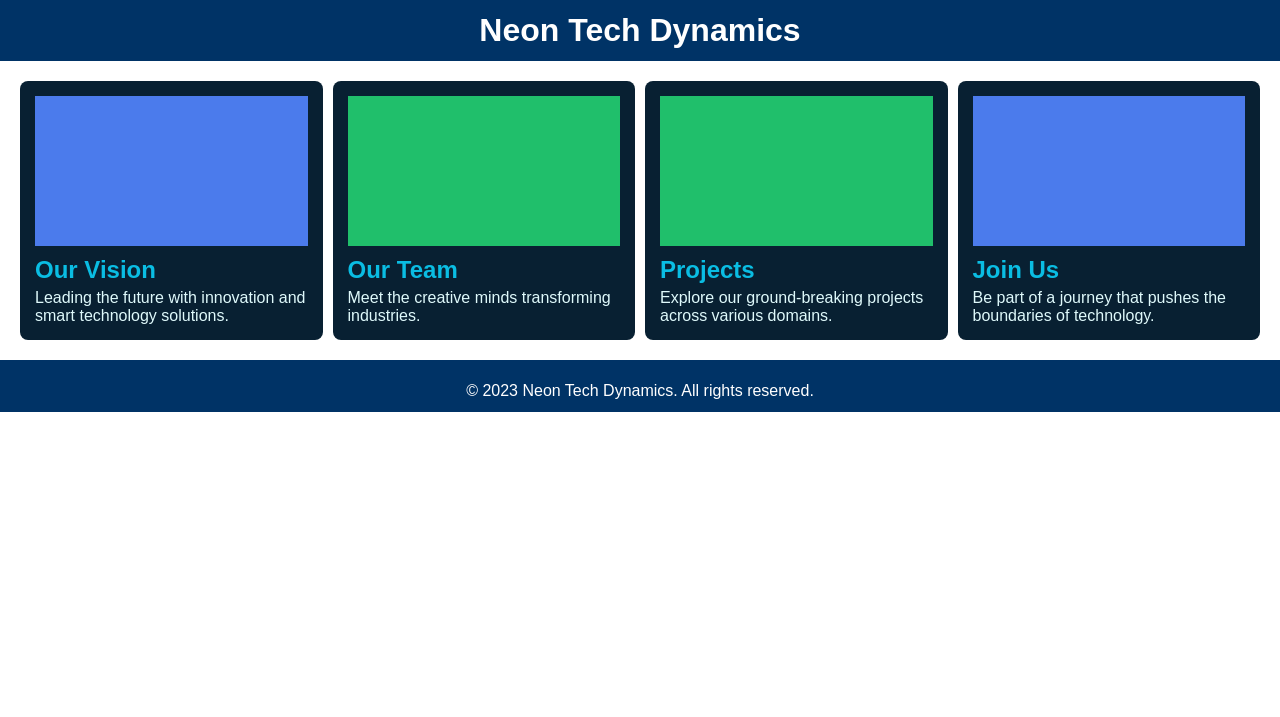 Neon Tech Dynamics
Our Vision
Leading the future with innovation and
smart technology solutions.
Our Team
Meet the creative minds transforming
industries.
Projects
Explore our ground-breaking projects
across various domains.
Join Us
Be part of a journey that pushes the
boundaries of technology.
© 2023 Neon Tech Dynamics. All rights reserved.